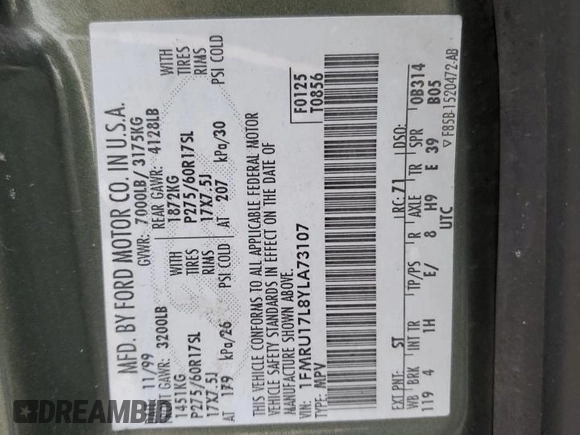 MFD. BY FORD MOTOR CO. IN U.S.A.
11/99 GVWR: 7000LB/ 3175KG
GAWR: 3200LB REAR GAWR: 4128LB
1451KG WITH 1872KG WITH
P275/60R17SL TIRES P275/60R17SL TIRES
17X7.5J RIMS 17X7.5J RIMS
AT 179 kPa/26 PSI COLD AT 207 kPa/30 PSI COLD
THIS VEHICLE CONFORMS TO ALL APPLICABLE FEDERAL MOTOR
VEHICLE SAFETY STANDARDS IN EFFECT ON THE DATE OF
MANUFACTURE SHOWN ABOVE.
VIN: 1FMRU17L8YLA73107 F0125
TYPE: MPV T0856
EXT PNT: ST RC: 71 DSO:
WB BRK INT TR TP/PS R AXLE TR SPR 0B314
119 4 1H E/ 8 H9 E 39 B05
UTC ▽ F85B-1520472-AB
DREAMBID